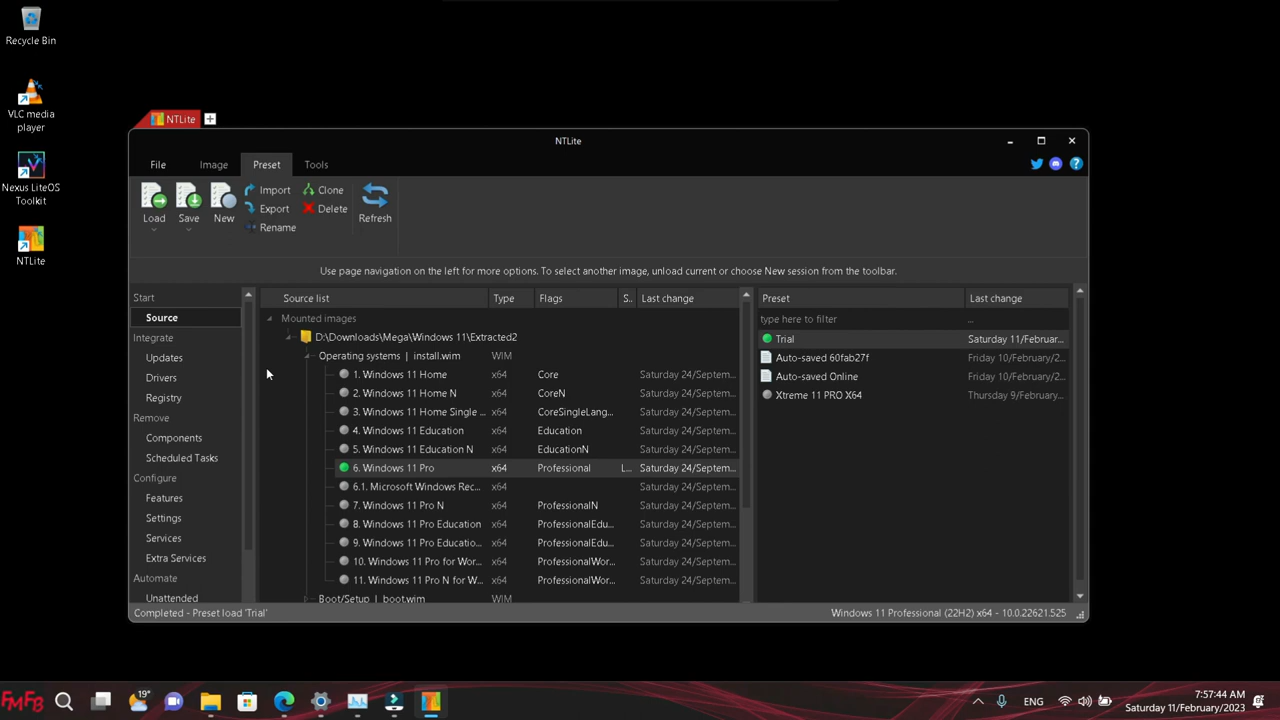 Recycle Bin
VLC media
player
Nexus LiteOS
Toolkit
NTLite
NTLite
NTLite
File Image Preset Tools
Load Save New
Import
Export
Rename
Clone
Delete
Refresh
Use page navigation on the left for more options. To select another image, unload current or choose New session from the toolbar.
Start
Source
Integrate
Updates
Drivers
Registry
Remove
Components
Scheduled Tasks
Configure
Features
Settings
Services
Extra Services
Automate
Unattended
Source list Type Flags S.. Last change
Mounted images
D:\Downloads\Mega\Windows 11\Extracted2
Operating systems | install.wim WIM
1. Windows 11 Home x64 Core Saturday 24/Septem...
2. Windows 11 Home N x64 CoreN Saturday 24/Septem...
3. Windows 11 Home Single ... x64 CoreSingleLang... Saturday 24/Septem...
4. Windows 11 Education x64 Education Saturday 24/Septem...
5. Windows 11 Education N x64 EducationN Saturday 24/Septem...
6. Windows 11 Pro x64 Professional L... Saturday 24/Septem...
6.1. Microsoft Windows Rec... x64 Saturday 24/Septem...
7. Windows 11 Pro N x64 ProfessionalN Saturday 24/Septem...
8. Windows 11 Pro Education x64 ProfessionalEdu... Saturday 24/Septem...
9. Windows 11 Pro Educatio... x64 ProfessionalEdu... Saturday 24/Septem...
10. Windows 11 Pro for Wor... x64 ProfessionalWor... Saturday 24/Septem...
11. Windows 11 Pro N for W... x64 ProfessionalWor... Saturday 24/Septem...
Boot/Setup | boot.wim WIM
Preset Last change
type here to filter ...
Trial Saturday 11/Februar...
Auto-saved 60fab27f Friday 10/February/2...
Auto-saved Online Friday 10/February/2...
Xtreme 11 PRO X64 Thursday 9/February/...
Completed - Preset load 'Trial' Windows 11 Professional (22H2) x64 - 10.0.22621.525
FMFB
19°
ENG
7:57:44 AM
Saturday 11/February/2023